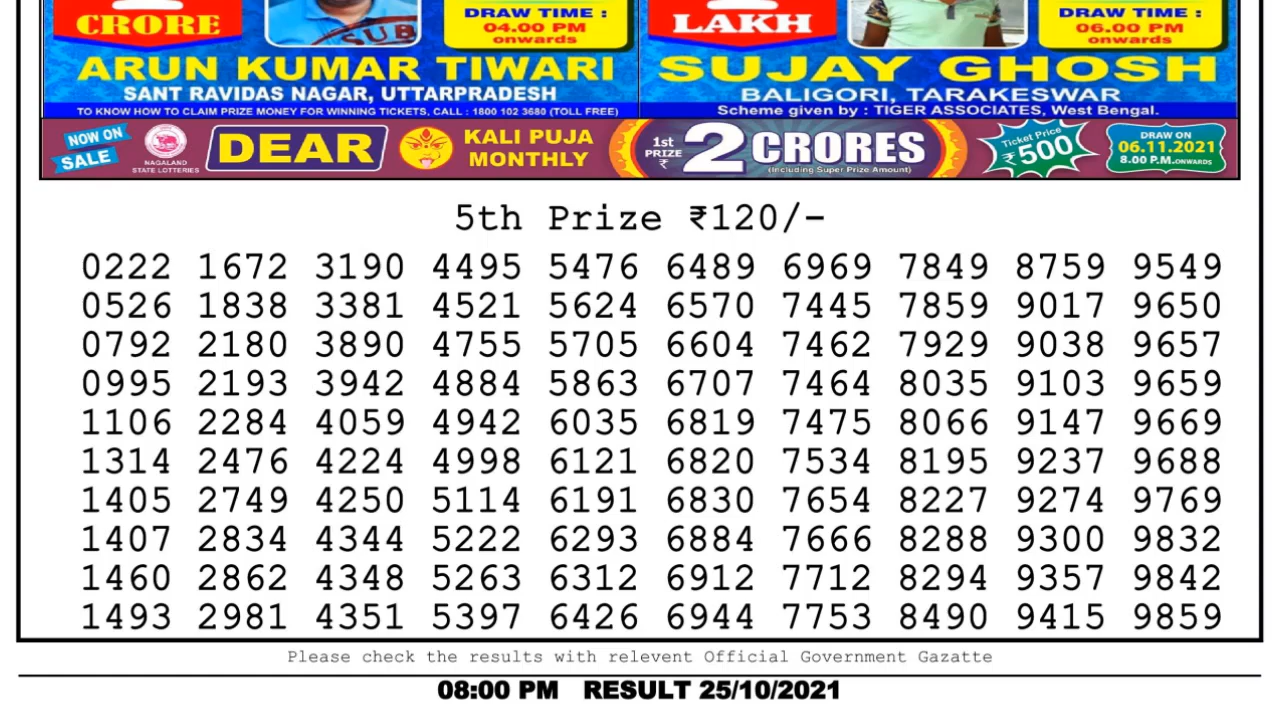 CRORE
SUB
DRAW TIME :
04.00 PM
onwards
ARUN KUMAR TIWARI
SANT RAVIDAS NAGAR, UTTARPRADESH
TO KNOW HOW TO CLAIM PRIZE MONEY FOR WINNING TICKETS, CALL : 1800 102 3680 (TOLL FREE)
LAKH
DRAW TIME :
06.00 PM
onwards
SUJAY GHOSH
BALIGORI, TARAKESWAR
Scheme given by : TIGER ASSOCIATES, West Bengal.
NOW ON
SALE
NAGALAND
STATE LOTTERIES
DEAR
KALI PUJA
MONTHLY
1st
PRIZE
₹
2 CRORES
(Including Super Prize Amount)
Ticket Price
₹500
DRAW ON
06.11.2021
8.00 P.M.ONWARDS
5th Prize ₹120/-
0222 1672 3190 4495 5476 6489 6969 7849 8759 9549
0526 1838 3381 4521 5624 6570 7445 7859 9017 9650
0792 2180 3890 4755 5705 6604 7462 7929 9038 9657
0995 2193 3942 4884 5863 6707 7464 8035 9103 9659
1106 2284 4059 4942 6035 6819 7475 8066 9147 9669
1314 2476 4224 4998 6121 6820 7534 8195 9237 9688
1405 2749 4250 5114 6191 6830 7654 8227 9274 9769
1407 2834 4344 5222 6293 6884 7666 8288 9300 9832
1460 2862 4348 5263 6312 6912 7712 8294 9357 9842
1493 2981 4351 5397 6426 6944 7753 8490 9415 9859
Please check the results with relevent Official Government Gazatte
08:00 PM RESULT 25/10/2021